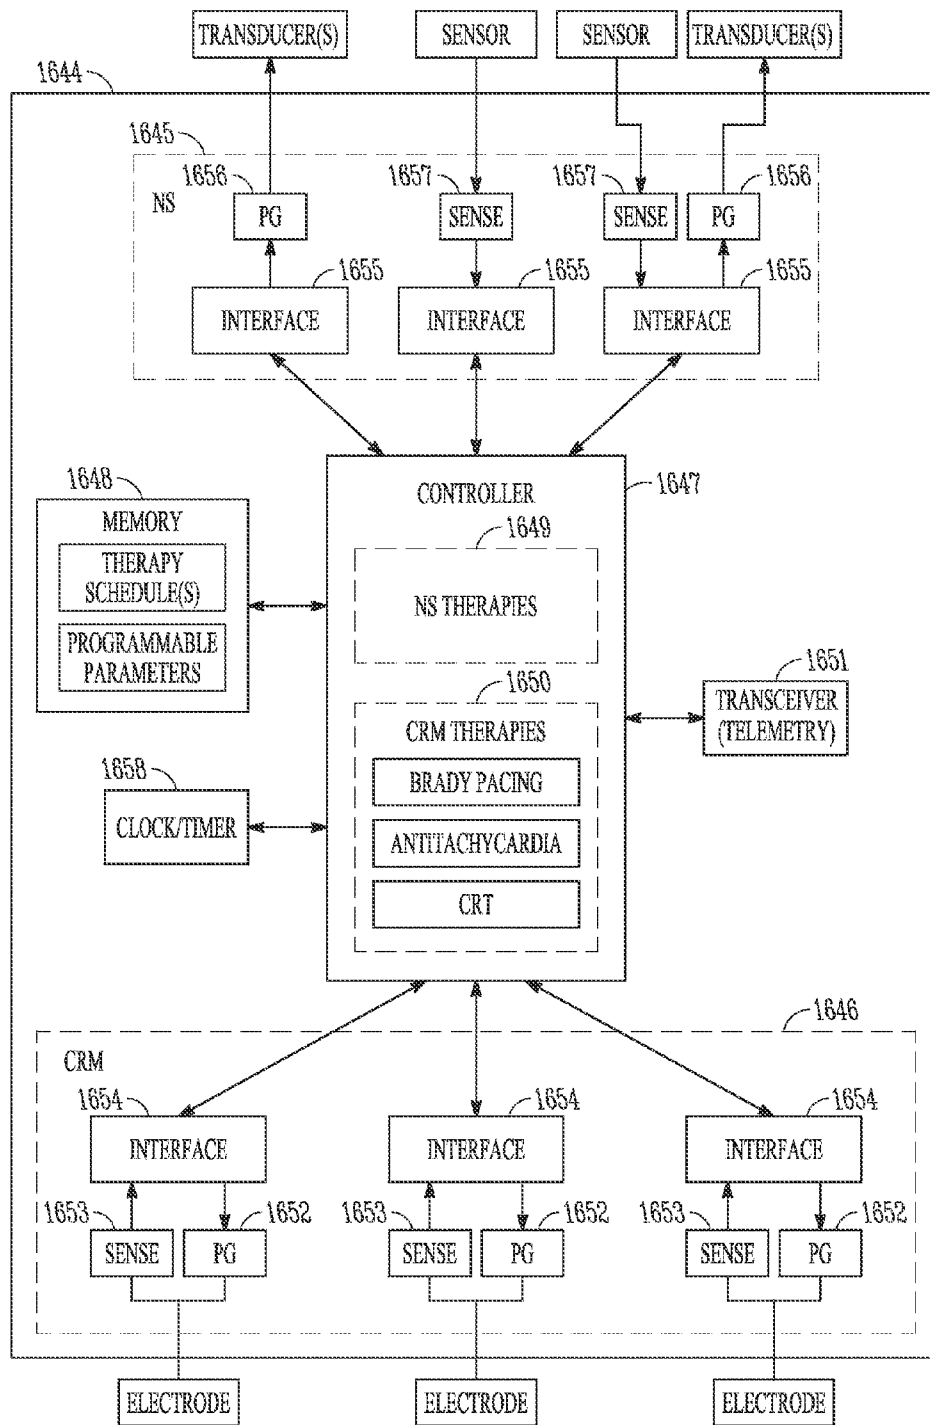 TRANSDUCER(S)
SENSOR
SENSOR
TRANSDUCER(S)
1644
1645
NS
1656
1657
1657
1656
PG
SENSE
SENSE
PG
1655
1655
1655
INTERFACE
INTERFACE
INTERFACE
1648
MEMORY
THERAPY
SCHEDULE(S)
PROGRAMMABLE
PARAMETERS
CONTROLLER
1647
1649
NS THERAPIES
1650
CRM THERAPIES
BRADY PACING
ANTITACHYCARDIA
CRT
1651
TRANSCEIVER
(TELEMETRY)
1658
CLOCK/TIMER
1646
CRM
1654
1654
1654
INTERFACE
INTERFACE
INTERFACE
1653
1652
1653
1652
1653
1652
SENSE
PG
SENSE
PG
SENSE
PG
ELECTRODE
ELECTRODE
ELECTRODE